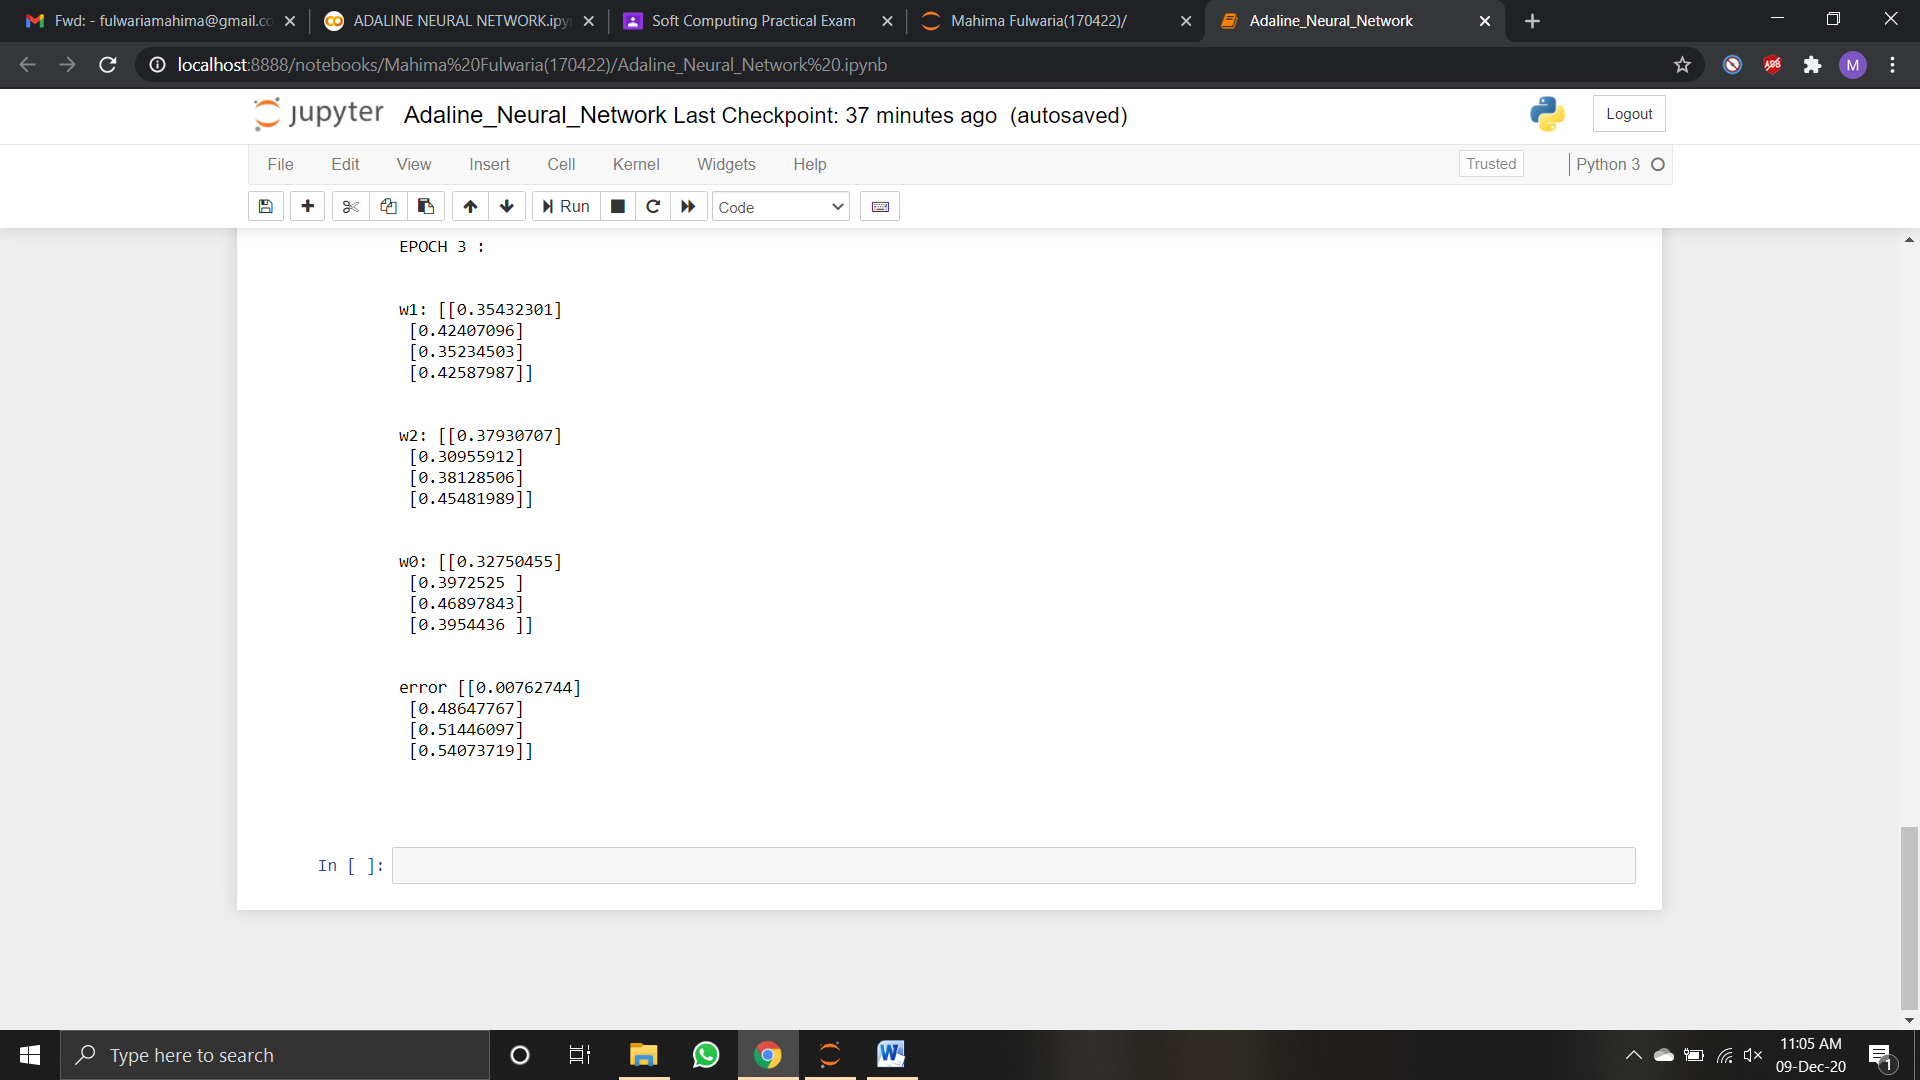 Fwd: - fulwariamahima@gmail.co
ADALINE NEURAL NETWORK.ipy
Soft Computing Practical Exam
Mahima Fulwaria(170422)/
Adaline_Neural_Network
localhost:8888/notebooks/Mahima%20Fulwaria(170422)/Adaline_Neural_Network%20.ipynb
ABP
M
jupyter
Adaline_Neural_Network Last Checkpoint: 37 minutes ago (autosaved)
Logout
File Edit View Insert Cell Kernel Widgets Help
Trusted
Python 3
Run
Code
EPOCH 3 :
w1: [[0.35432301]
[0.42407096]
[0.35234503]
[0.42587987]]
w2: [[0.37930707]
[0.30955912]
[0.38128506]
[0.45481989]]
w0: [[0.32750455]
[0.3972525 ]
[0.46897843]
[0.3954436 ]]
error [[0.00762744]
[0.48647767]
[0.51446097]
[0.54073719]]
In [ ]:
Type here to search
W
11:05 AM
09-Dec-20
1